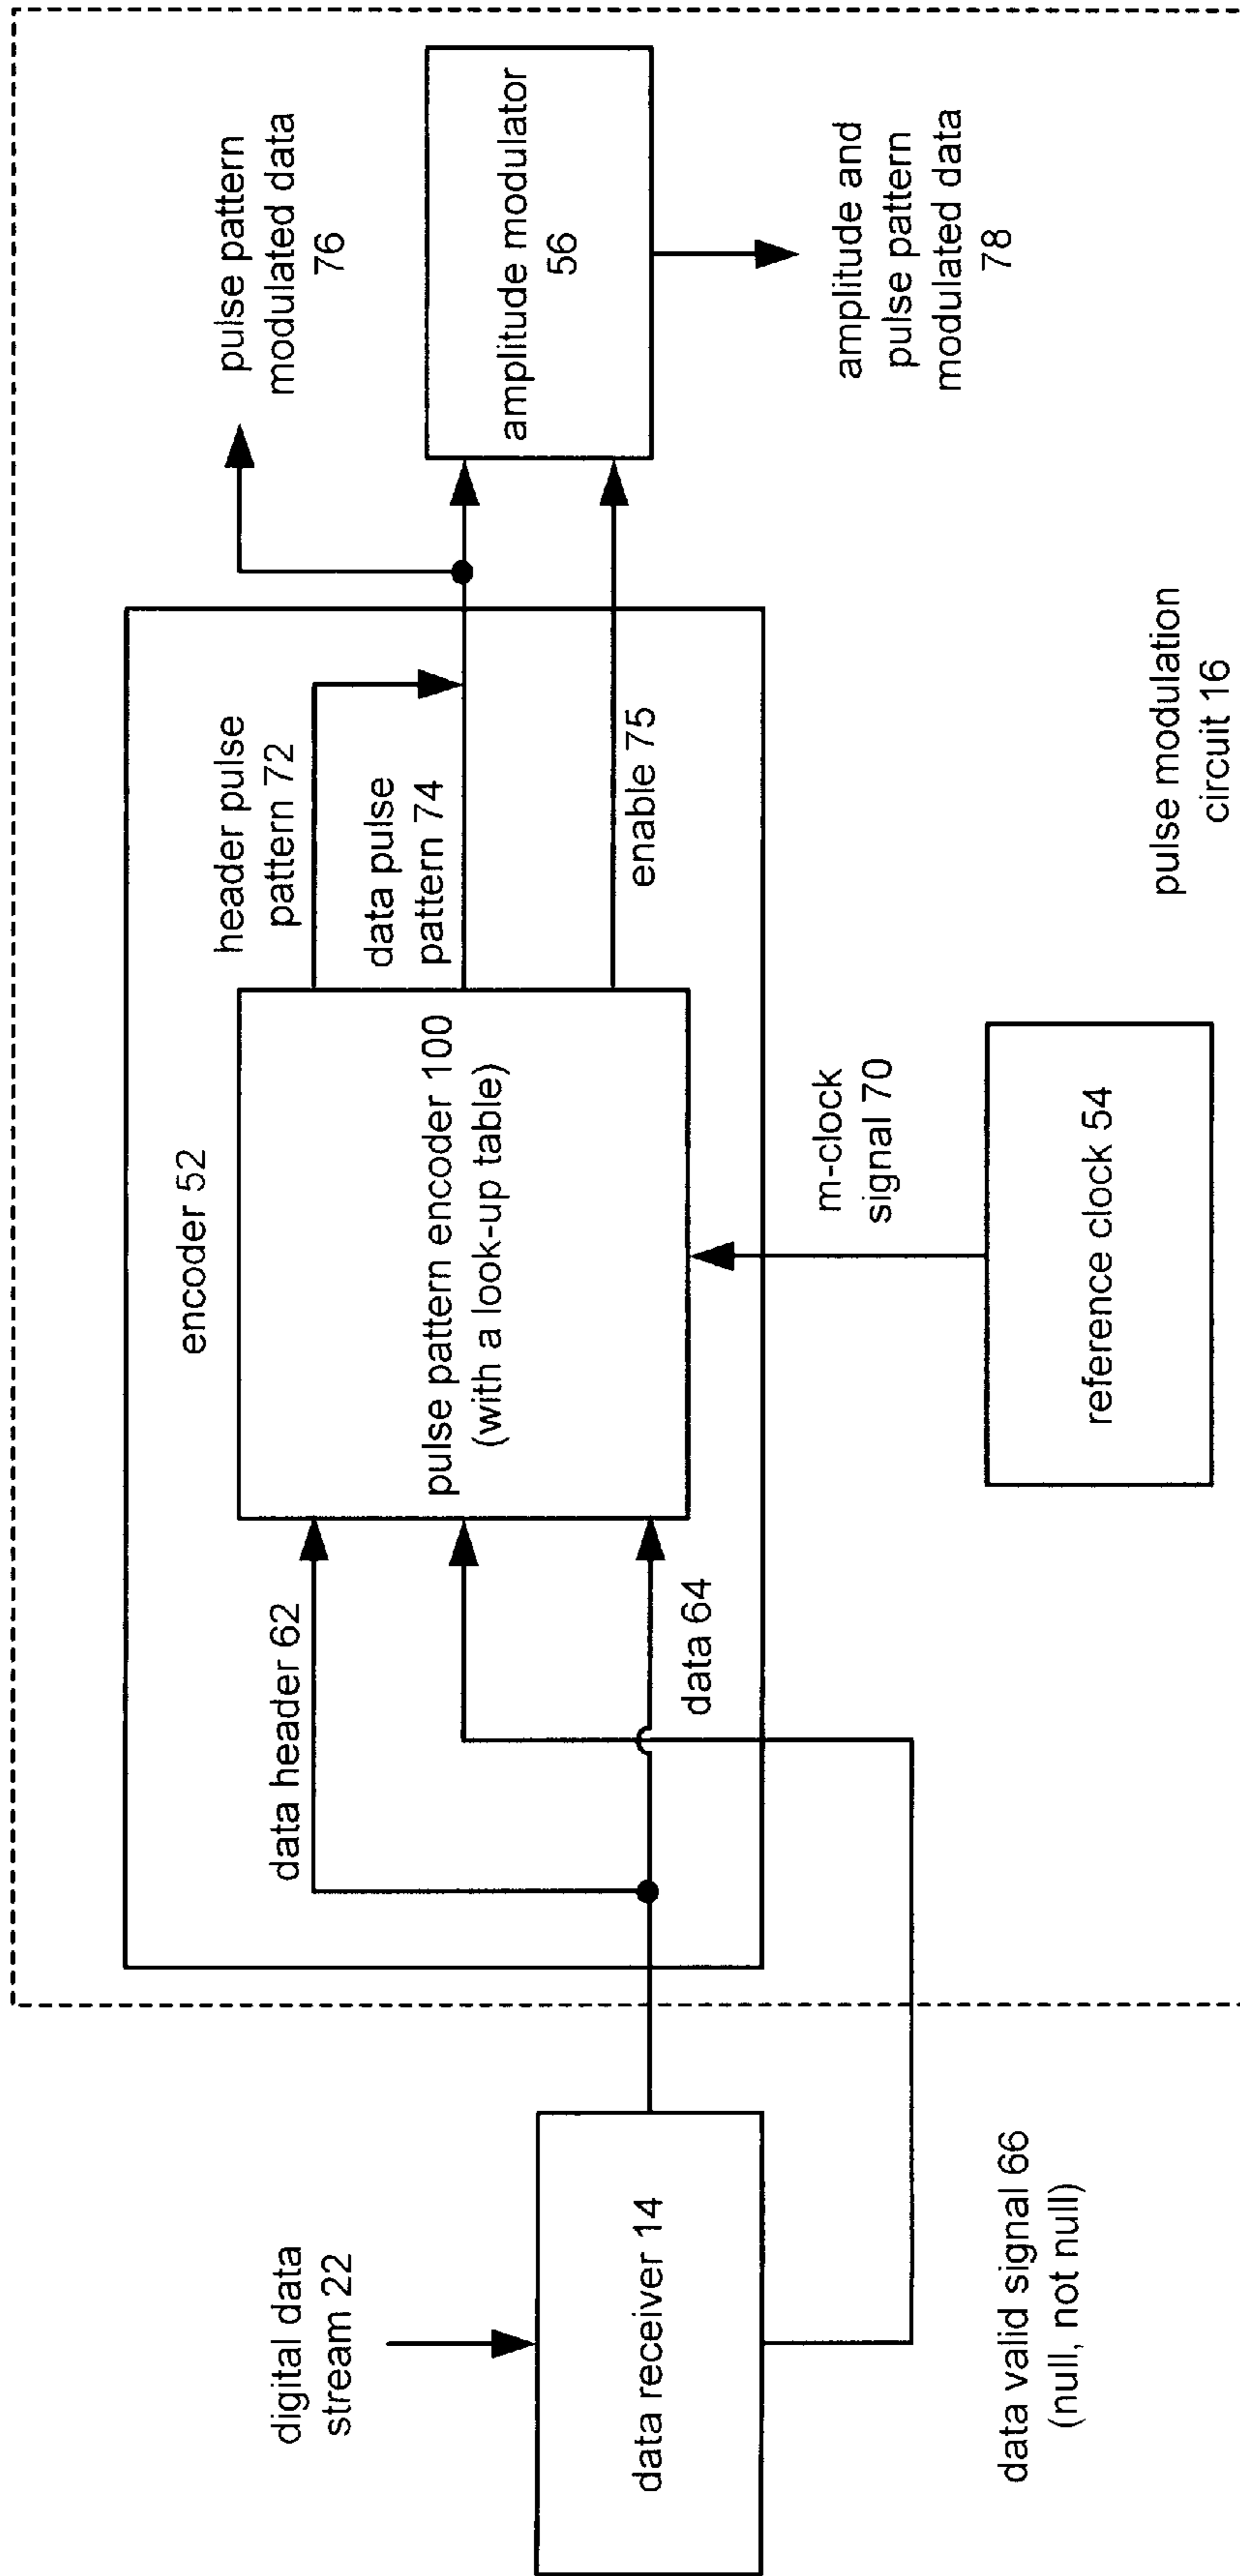 digital data
stream 22
data receiver 14
data valid signal 66
(null, not null)
data header 62
data 64
encoder 52
pulse pattern encoder 100
(with a look-up table)
m-clock
signal 70
reference clock 54
header pulse
pattern 72
data pulse
pattern 74
enable 75
pulse pattern
modulated data
76
amplitude modulator
56
amplitude and
pulse pattern
modulated data
78
pulse modulation
circuit 16